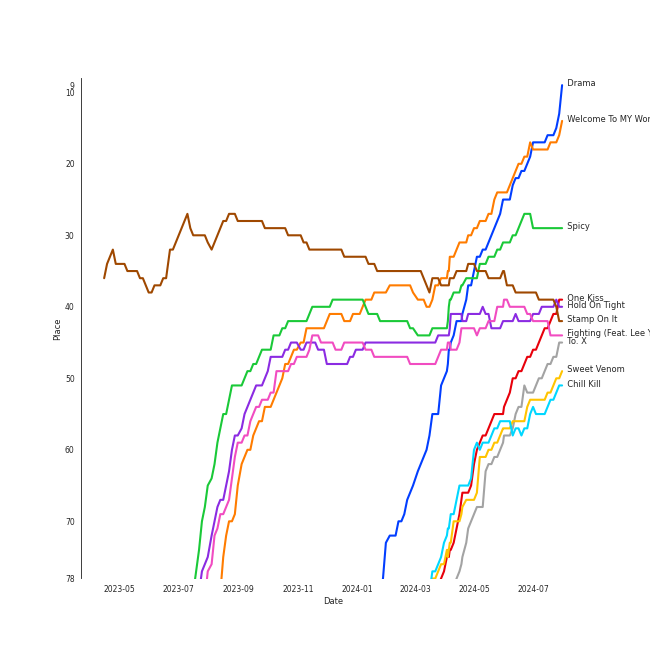 9
10
20
30
40
50
60
70
78
Place
2023-05
2023-07
2023-09
2023-11
2024-01
2024-03
2024-05
2024-07
Date
Drama
Welcome To MY Wor
Spicy
One Kiss
Hold On Tight
Stamp On It
Fighting (Feat. Lee Y
To. X
Sweet Venom
Chill Kill